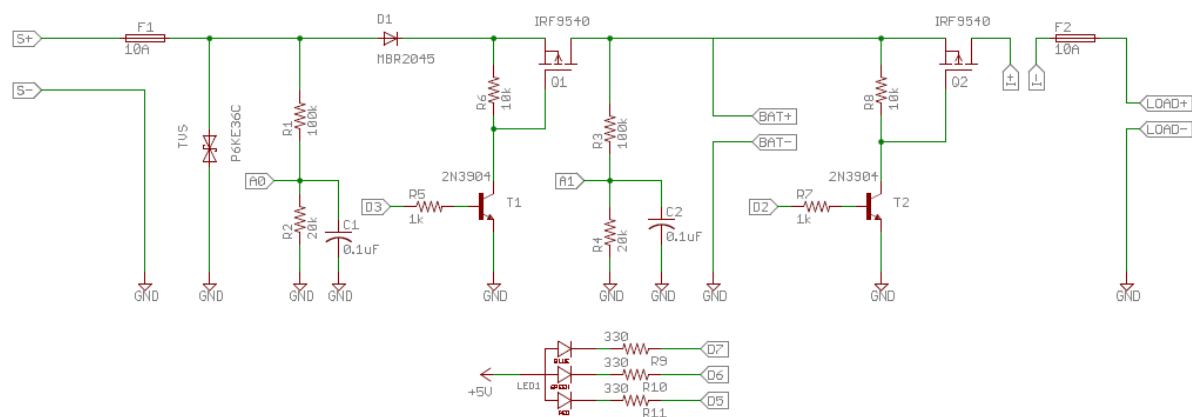 S+
F1
10A
D1
MBR2045
IRF9540
Q1
IRF9540
Q2
I+
I-
F2
10A
S-
R6
10k
R8
10k
LOAD+
LOAD-
TVS
P6KE36C
R1
100k
R3
100k
BAT+
BAT-
A0
2N3904
D3
R5
1k
T1
A1
2N3904
D2
R7
1k
T2
R2
20k
C1
0.1uF
R4
20k
C2
0.1uF
GND
GND
GND
GND
GND
GND
GND
GND
GND
GND
330
BLUE
R9
D7
330
+5V
LED1
R10
D6
330
RED
R11
D5